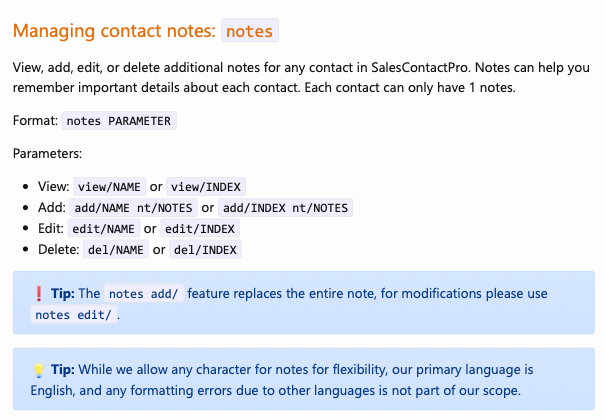 Managing contact notes: notes
View, add, edit, or delete additional notes for any contact in SalesContactPro. Notes can help you
remember important details about each contact. Each contact can only have 1 notes.
Format: notes PARAMETER
Parameters:
• View: view/NAME or view/INDEX
• Add: add/NAME nt/NOTES or add/INDEX nt/NOTES
• Edit: edit/NAME or edit/INDEX
• Delete: del/NAME or del/INDEX
❗ Tip: The notes add/ feature replaces the entire note, for modifications please use
notes edit/ .
💡 Tip: While we allow any character for notes for flexibility, our primary language is
English, and any formatting errors due to other languages is not part of our scope.